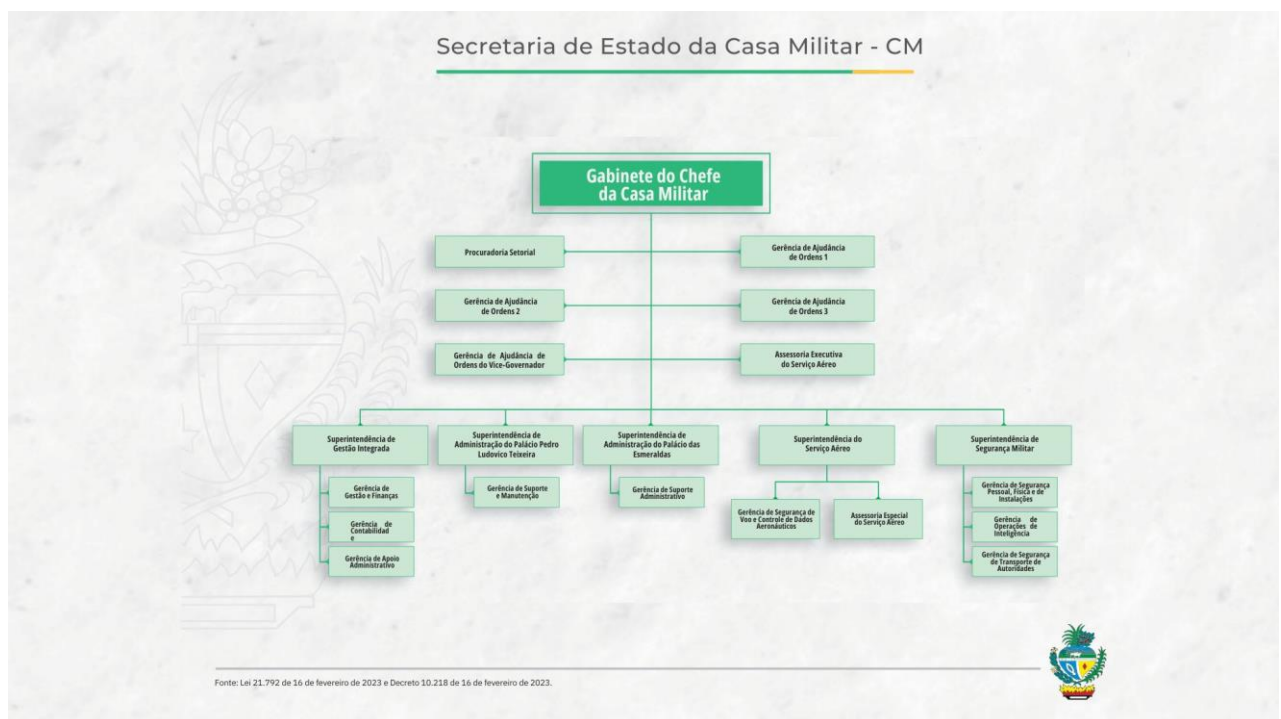 Secretaria de Estado da Casa Militar - CM
Gabinete do Chefe
da Casa Militar
Procuradoria Setorial
Gerência de Ajudância
de Ordens 1
Gerência de Ajudância
de Ordens 2
Gerência de Ajudância
de Ordens 3
Gerência de Ajudância de
Ordens do Vice-Governador
Assessoria Executiva
do Serviço Aéreo
Superintendência de
Gestão Integrada
Superintendência de
Administração do Palácio Pedro
Ludovico Teixeira
Superintendência de
Administração do Palácio das
Esmeraldas
Superintendência do
Serviço Aéreo
Superintendência de
Segurança Militar
Gerência de
Gestão e Finanças
Gerência de
Contabilidad
e
Gerência de Apoio
Administrativo
Gerência de Suporte
e Manutenção
Gerência de Suporte
Administrativo
Gerência de Segurança de
Voo e Controle de Dados
Aeronáuticos
Assessoria Especial
do Serviço Aéreo
Gerência de Segurança
Pessoal, Física e de
Instalações
Gerência de
Operações de
Inteligência
Gerência de Segurança
de Transporte de
Autoridades
Fonte: Lei 21.792 de 16 de fevereiro de 2023 e Decreto 10.218 de 16 de fevereiro de 2023.